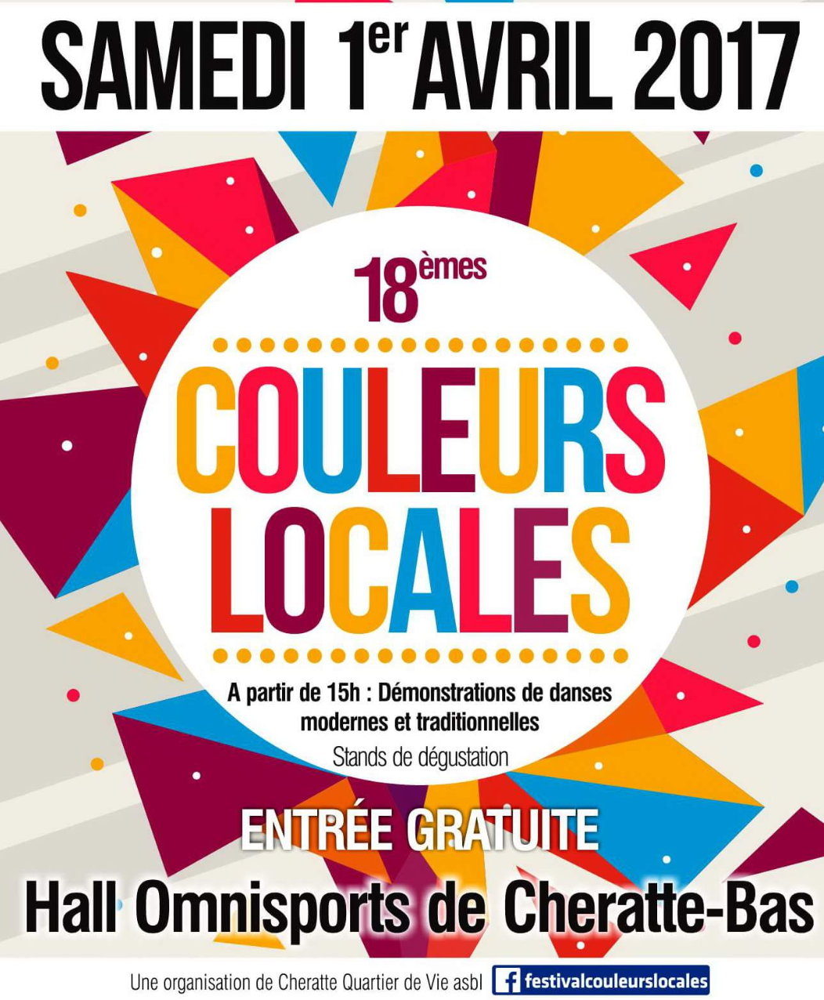 SAMEDI 1er AVRIL 2017
18èmes
COULEURS
LOCALES
A partir de 15h : Démonstrations de danses
modernes et traditionnelles
Stands de dégustation
ENTRÉE GRATUITE
Hall Omnisports de Cheratte-Bas
Une organisation de Cheratte Quartier de Vie asbl f festivalcouleurslocales